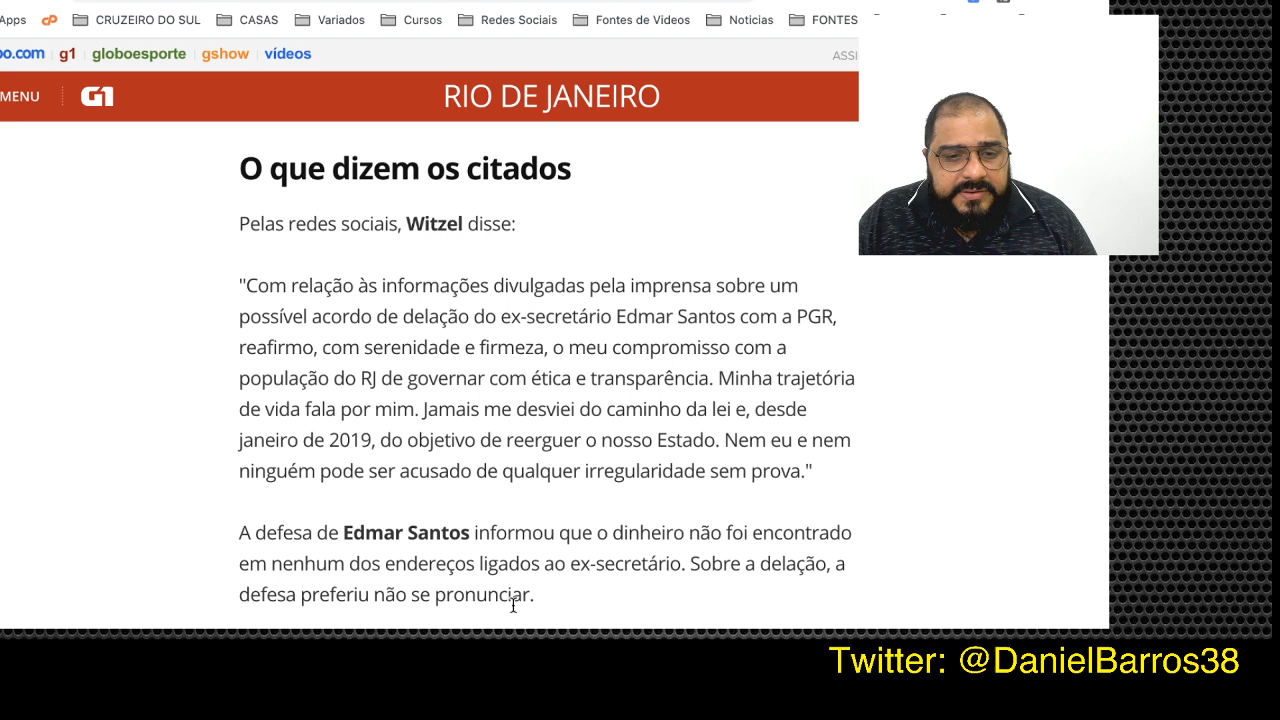 Apps CRUZEIRO DO SUL CASAS Variados Cursos Redes Sociais Fontes de Videos Noticias FONTES
bo.com g1 globoesporte gshow vídeos ASSI
MENU G1 RIO DE JANEIRO
O que dizem os citados
Pelas redes sociais, Witzel disse:
"Com relação às informações divulgadas pela imprensa sobre um
possível acordo de delação do ex-secretário Edmar Santos com a PGR,
reafirmo, com serenidade e firmeza, o meu compromisso com a
população do RJ de governar com ética e transparência. Minha trajetória
de vida fala por mim. Jamais me desviei do caminho da lei e, desde
janeiro de 2019, do objetivo de reerguer o nosso Estado. Nem eu e nem
ninguém pode ser acusado de qualquer irregularidade sem prova."
A defesa de Edmar Santos informou que o dinheiro não foi encontrado
em nenhum dos endereços ligados ao ex-secretário. Sobre a delação, a
defesa preferiu não se pronunciar.
Twitter: @DanielBarros38